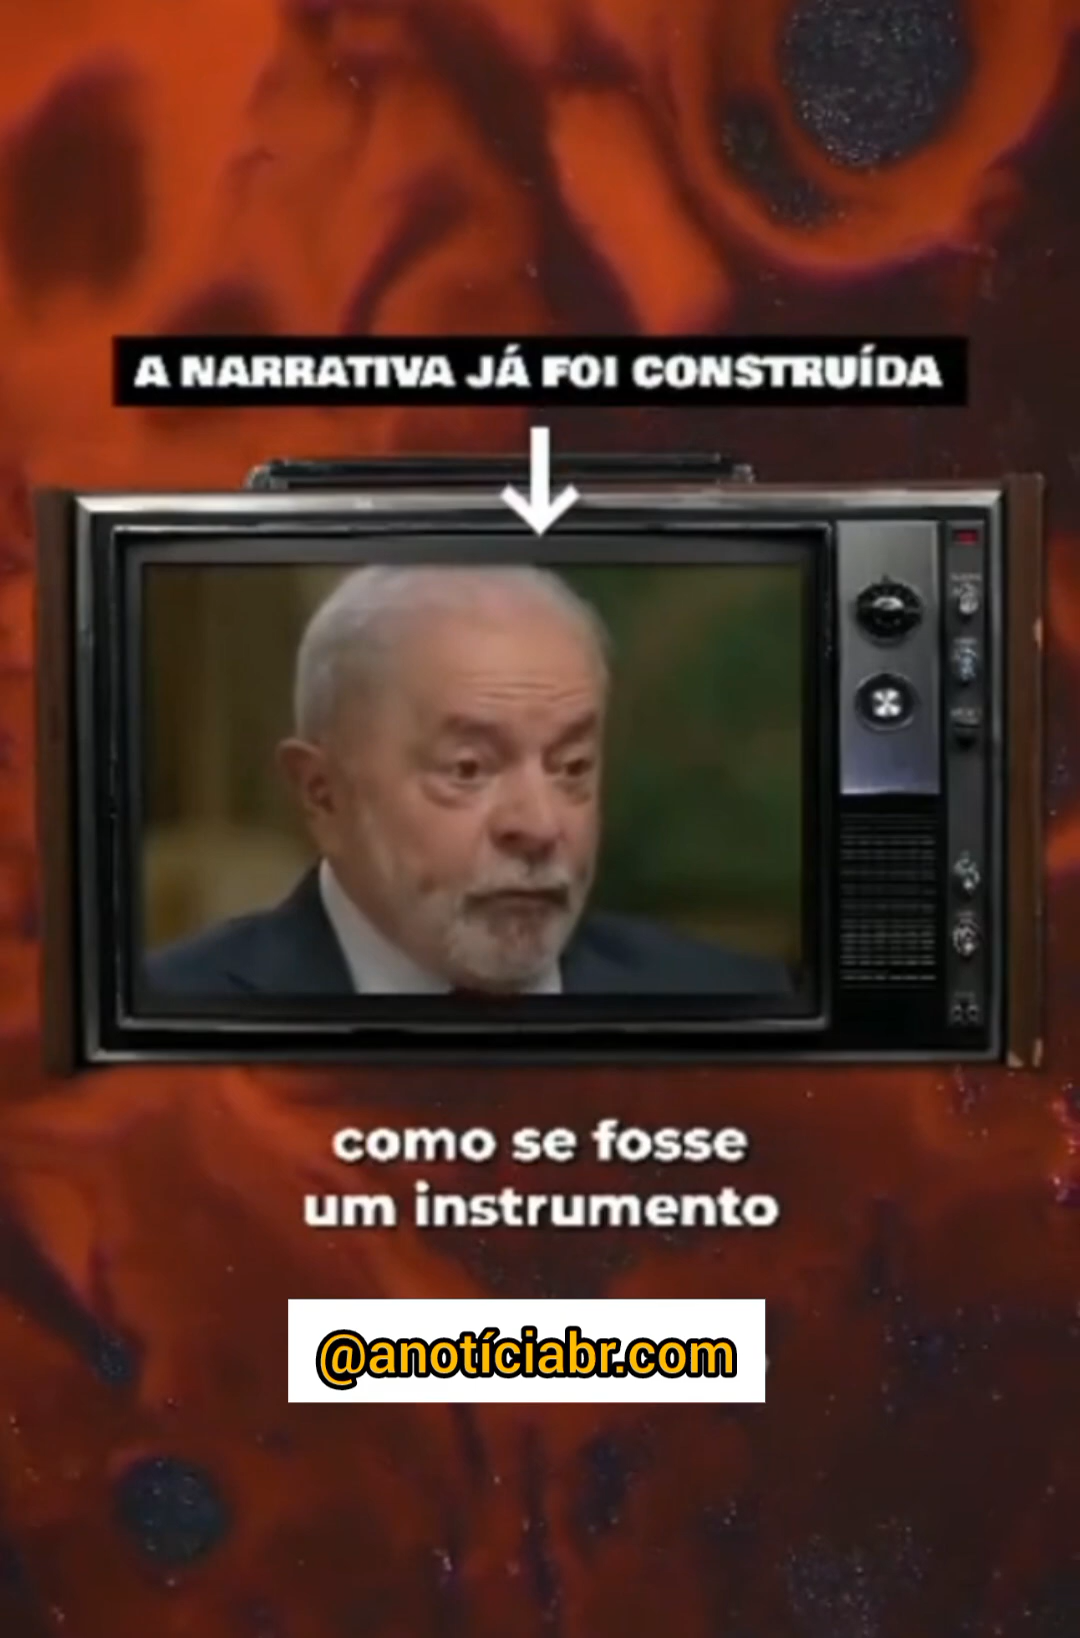 A NARRATIVA JÁ FOI CONSTRUÍDA
como se fosse
um instrumento
@anotíciabr.com